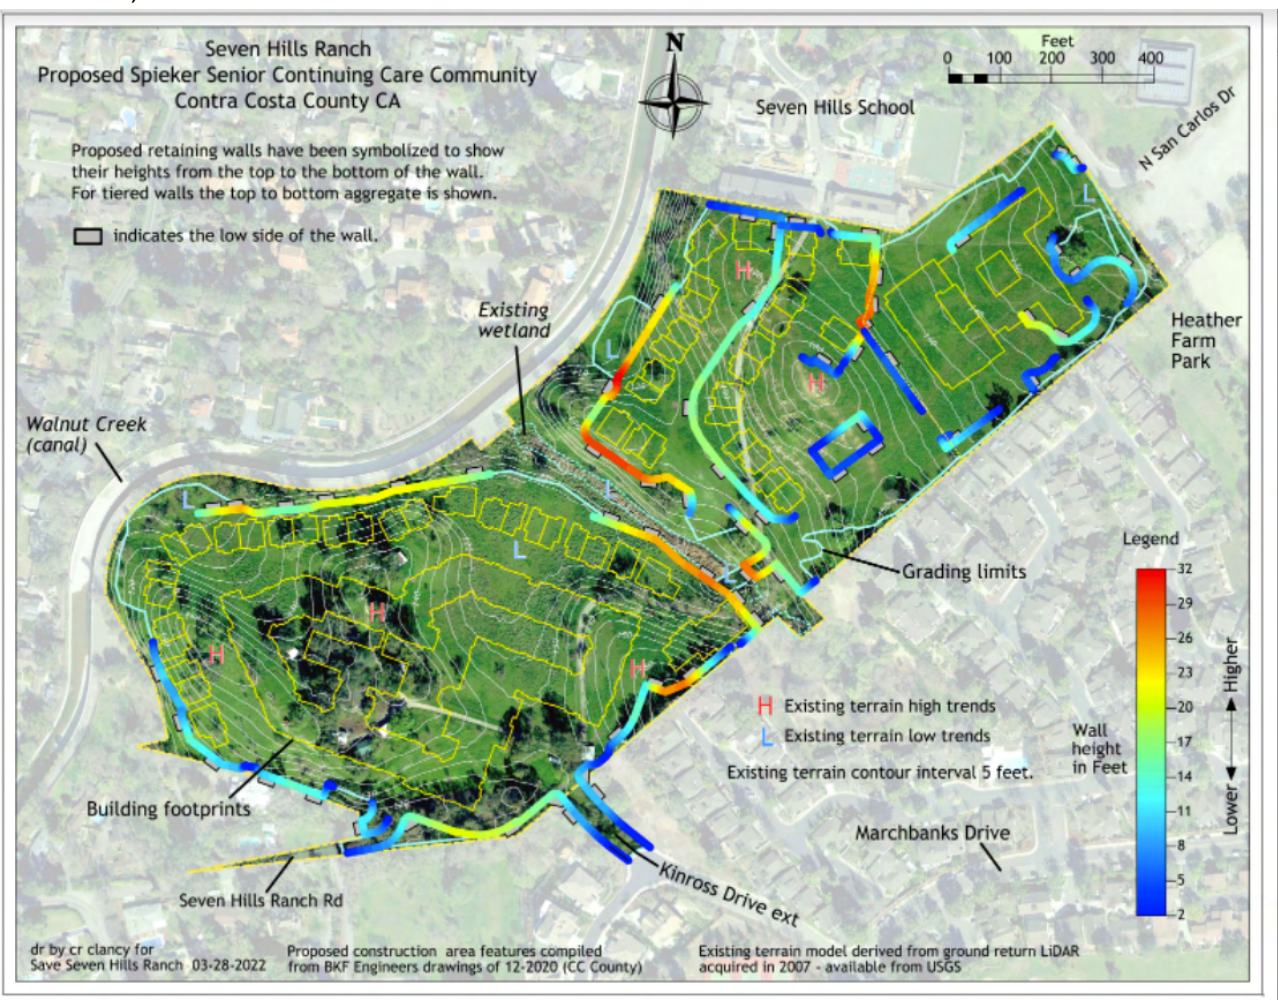 Seven Hills Ranch
Proposed Spieker Senior Continuing Care Community
Contra Costa County CA
Proposed retaining walls have been symbolized to show
their heights from the top to the bottom of the wall.
For tiered walls the top to bottom aggregate is shown.
indicates the low side of the wall.
N
Feet
0 100 200 300 400
Seven Hills School
N San Carlos Dr
L
H
Existing
wetland
Heather
Farm
Park
L
H
Walnut Creek
(canal)
L
L
Legend
L
L
Grading limits
32
29
26
23
20
17
14
11
8
5
2
Higher
Lower
Wall
height
in Feet
H
H
H
H Existing terrain high trends
L Existing terrain low trends
Existing terrain contour interval 5 feet.
Building footprints
Marchbanks Drive
Kinross Drive ext
Seven Hills Ranch Rd
dr by cr clancy for
Save Seven Hills Ranch 03-28-2022
Proposed construction area features compiled
from BKF Engineers drawings of 12-2020 (CC County)
Existing terrain model derived from ground return LiDAR
acquired in 2007 - available from USGS